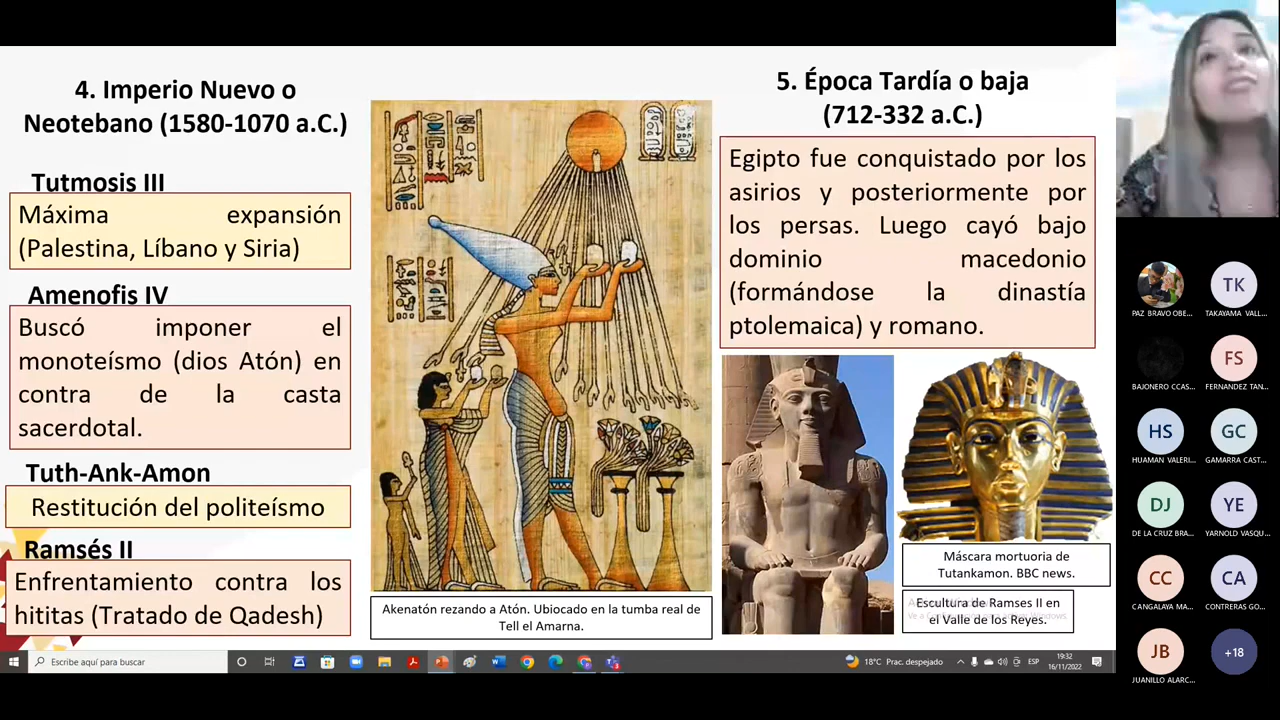 4. Imperio Nuevo o
Neotebano (1580-1070 a.C.)
Tutmosis III
Máxima expansión
(Palestina, Líbano y Siria)
Amenofis IV
Buscó imponer el
monoteísmo (dios Atón) en
contra de la casta
sacerdotal.
Tuth-Ank-Amon
Restitución del politeísmo
Ramsés II
Enfrentamiento contra los
hititas (Tratado de Qadesh)
Akenatón rezando a Atón. Ubiocado en la tumba real de
Tell el Amarna.
5. Época Tardía o baja
(712-332 a.C.)
Egipto fue conquistado por los
asirios y posteriormente por
los persas. Luego cayó bajo
dominio macedonio
(formándose la dinastía
ptolemaica) y romano.
Máscara mortuoria de
Tutankamon. BBC news.
Escultura de Ramses II en
el Valle de los Reyes.
Escribe aquí para buscar
18°C Prac. despejado
ESP
19:32
16/11/2022
PAZ BRAVO OBE...
TK
TAKAYAMA VALL...
BAJONERO CCAS...
FS
FERNANDEZ TAN...
HS
HUAMAN VALERI...
GC
GAMARRA CAST...
DJ
DE LA CRUZ BRA...
YE
YARNOLD VASQU...
CC
CANGALAYA MA...
CA
CONTRERAS GO...
JB
JUANILLO ALARC...
+18